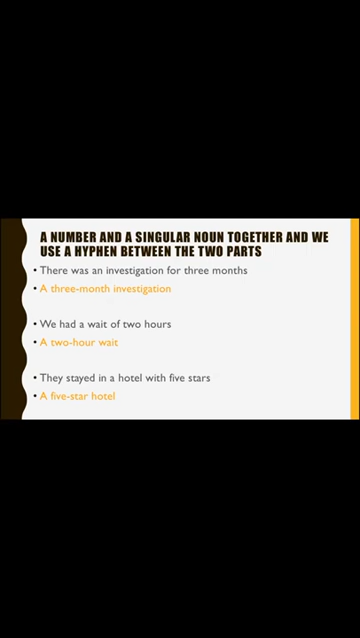 A NUMBER AND A SINGULAR NOUN TOGETHER AND WE
USE A HYPHEN BETWEEN THE TWO PARTS
• There was an investigation for three months
• A three-month investigation
• We had a wait of two hours
• A two-hour wait
• They stayed in a hotel with five stars
• A five-star hotel